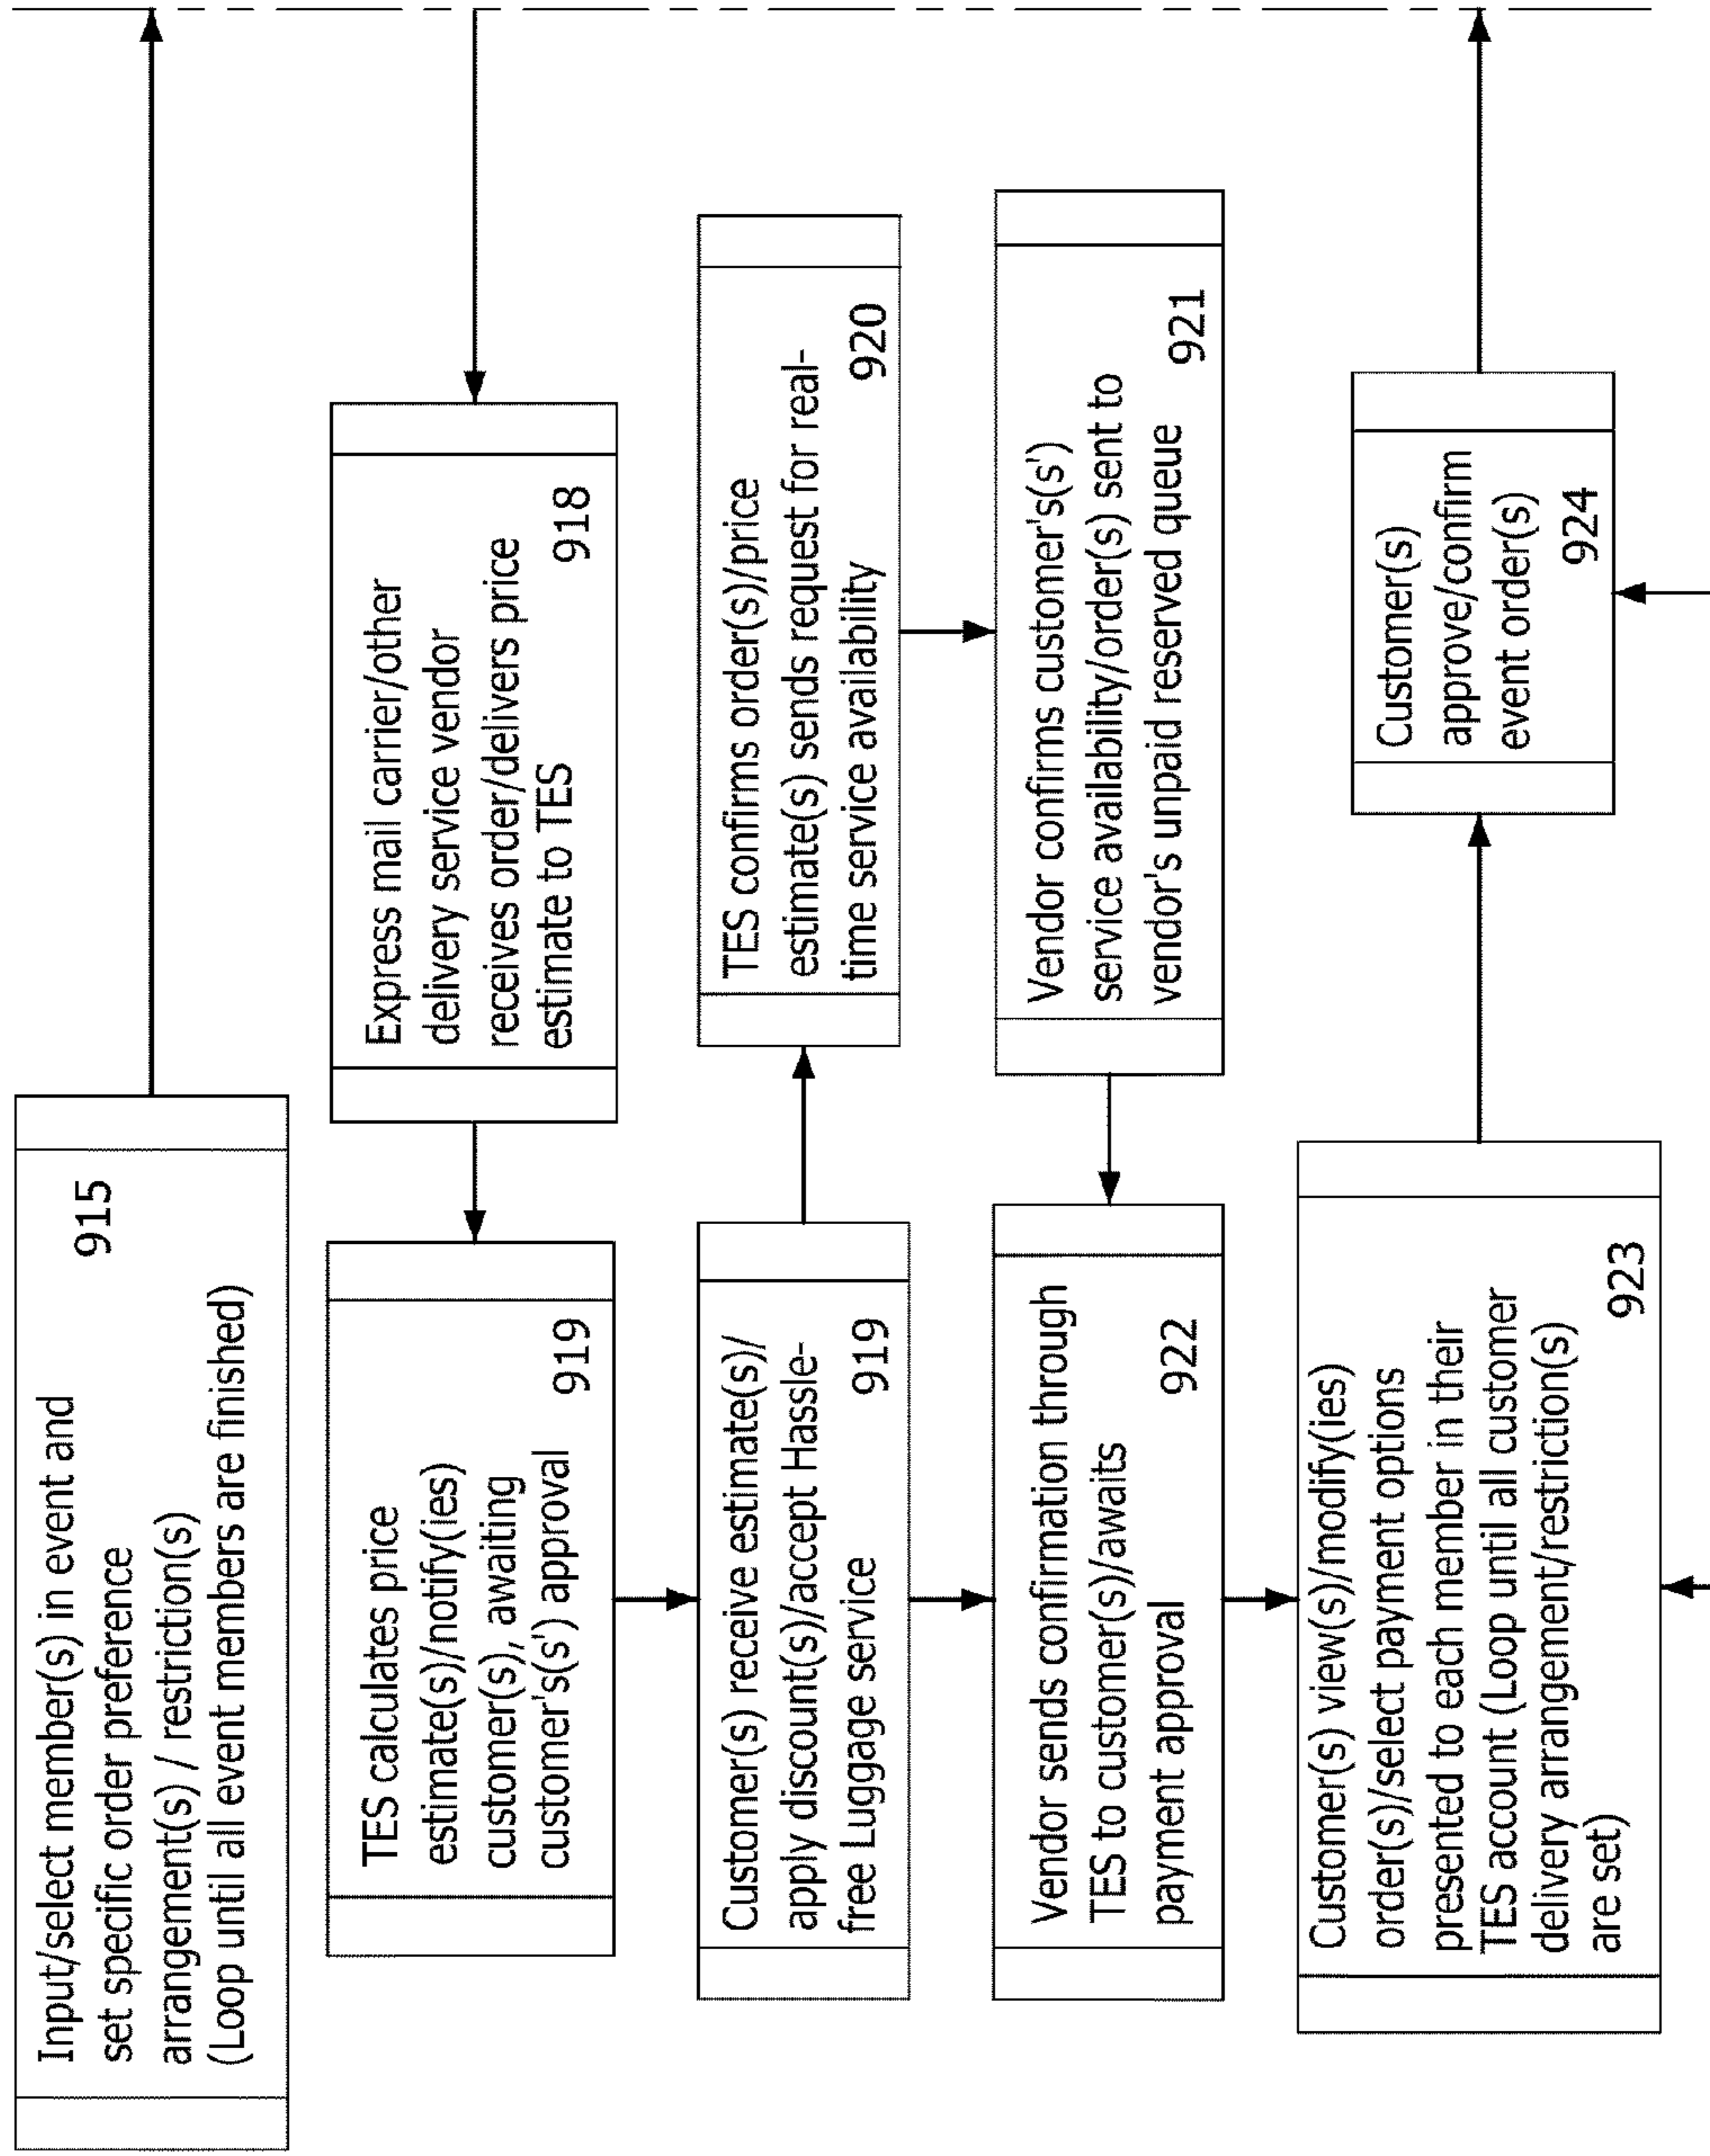 Input/select member(s) in event and
set specific order preference
arrangement(s) / restriction(s)
(Loop until all event members are finished)
915
Express mail carrier/other
delivery service vendor
receives order/delivers price
estimate to TES
918
TES calculates price
estimate(s)/notify(ies)
customer(s), awaiting
customer's(s') approval
919
Customer(s) receive estimate(s)/
apply discount(s)/accept Hassle-
free Luggage service
919
TES confirms order(s)/price
estimate(s) sends request for real-
time service availability
920
Vendor confirms customer's(s')
service availability/order(s) sent to
vendor's unpaid reserved queue
921
Vendor sends confirmation through
TES to customer(s)/awaits
payment approval
922
Customer(s) view(s)/modify(ies)
order(s)/select payment options
presented to each member in their
TES account (Loop until all customer
delivery arrangement/restriction(s)
are set)
923
Customer(s)
approve/confirm
event order(s)
924